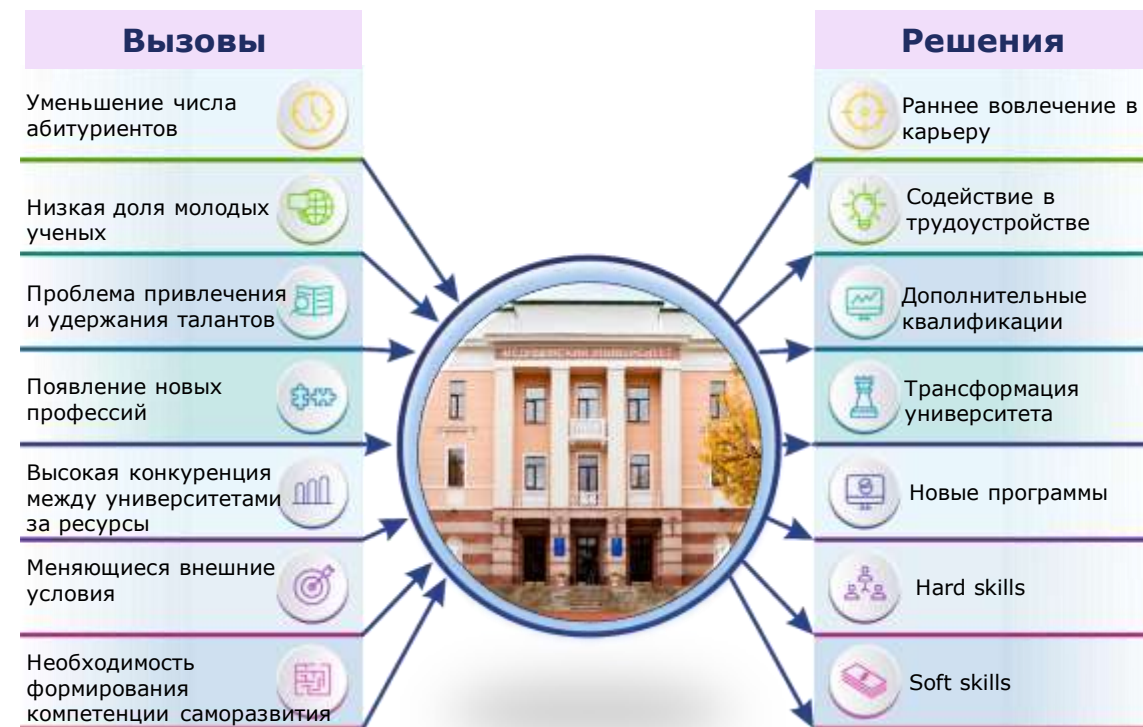 Вызовы
Уменьшение числа
абитуриентов
Низкая доля молодых
ученых
Проблема привлечения
и удержания талантов
Появление новых
профессий
Высокая конкуренция
между университетами
за ресурсы
Меняющиеся внешние
условия
Необходимость
формирования
компетенции саморазвития
Решения
Раннее вовлечение в
карьеру
Содействие в
трудоустройстве
Дополнительные
квалификации
Трансформация
университета
Новые программы
Hard skills
Soft skills